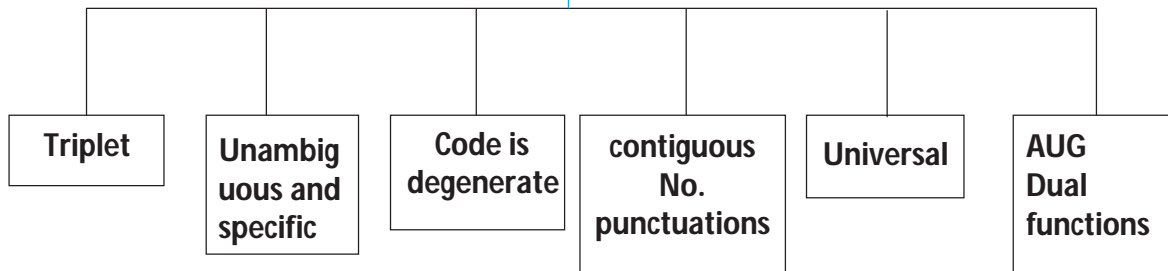 Triplet
Unambig
uous and
specific
Code is
degenerate
contiguous
No.
punctuations
Universal
AUG
Dual
functions